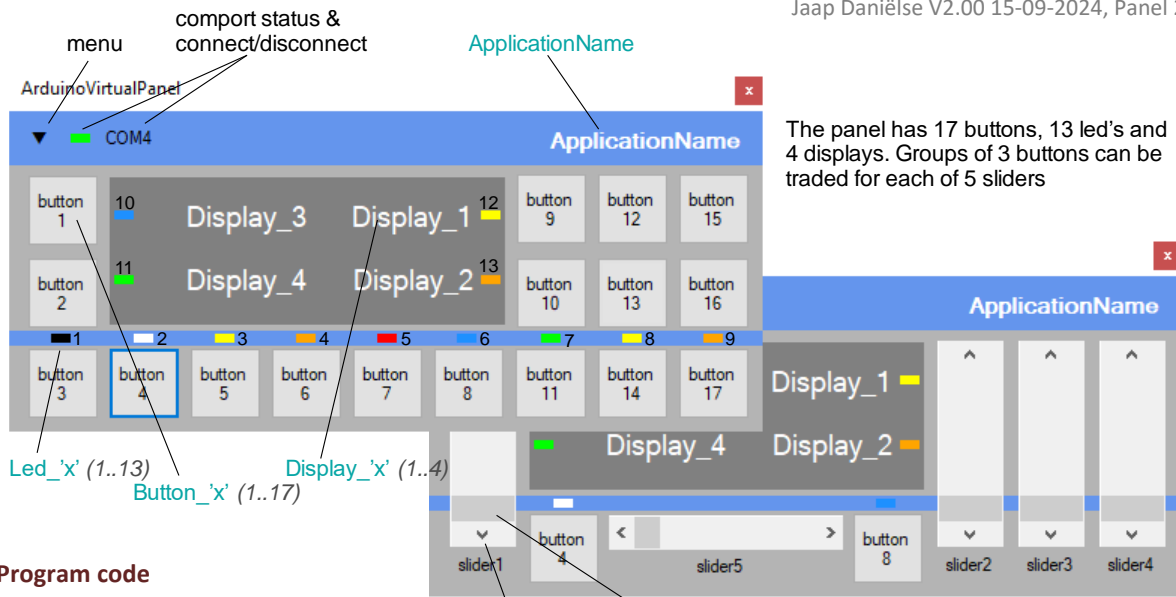 Jaap Daniëlse V2.00 15-09-2024, Panel
comport status &
connect/disconnect
menu
ApplicationName
ArduinoVirtualPanel
x
COM4
ApplicationName
The panel has 17 buttons, 13 led's and
4 displays. Groups of 3 buttons can be
traded for each of 5 sliders
button
1
10
Display_3
Display_1
12
button
9
button
12
button
15
button
2
11
Display_4
Display_2
13
button
10
button
13
button
16
1
2
3
4
5
6
7
8
9
button
3
button
4
button
5
button
6
button
7
button
8
button
11
button
14
button
17
x
ApplicationName
Display_1
Display_4
Display_2
Led_'x' (1..13)
Display_'x' (1..4)
Button_'x' (1..17)
slider1
button
4
slider5
button
8
slider2
slider3
slider4
Program code